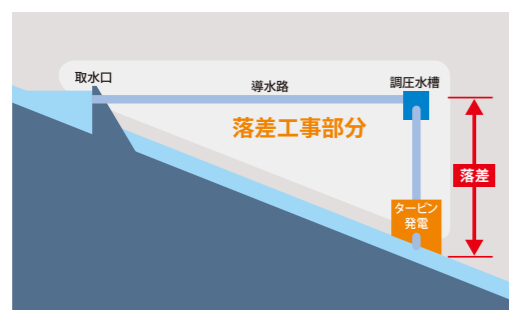 取水口
導水路
調圧水槽
落差工事部分
落差
タービン
発電